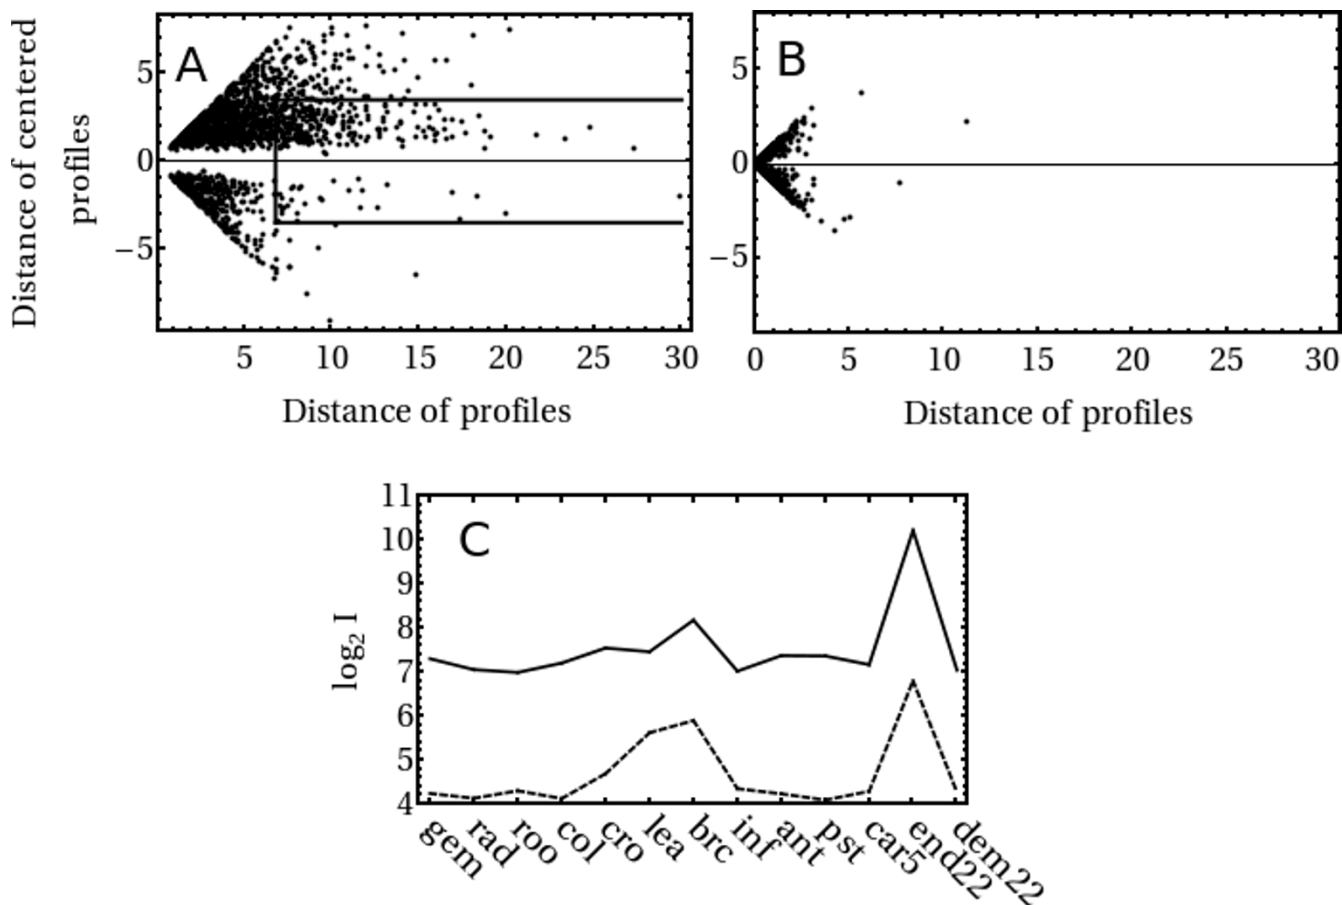 A
B
Distance of centered
profiles
5
0
−5
5
0
−5
5 10 15 20 25 30
0 5 10 15 20 25 30
Distance of profiles
Distance of profiles
C
log₂ I
11
10
9
8
7
6
5
4
gem rad roo col cro lea brc inf ant pst car5 end22 dem22